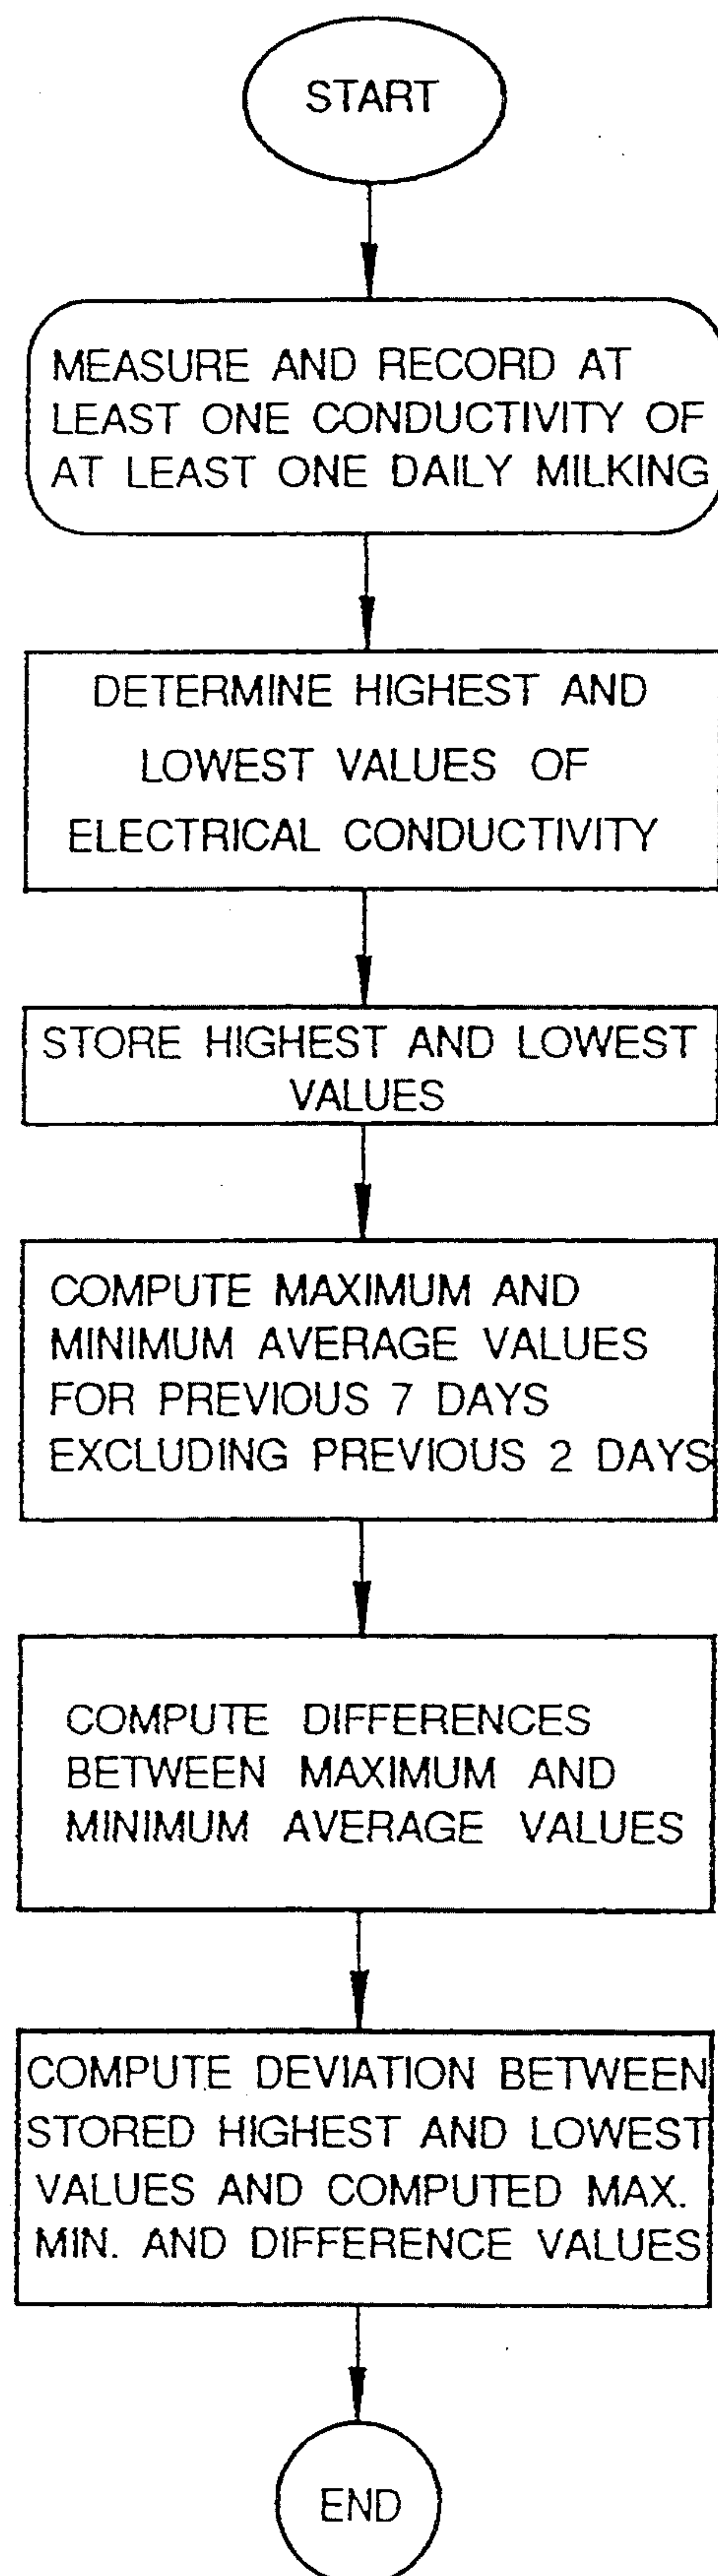 START
MEASURE AND RECORD AT
LEAST ONE CONDUCTIVITY OF
AT LEAST ONE DAILY MILKING
DETERMINE HIGHEST AND
LOWEST VALUES OF
ELECTRICAL CONDUCTIVITY
STORE HIGHEST AND LOWEST
VALUES
COMPUTE MAXIMUM AND
MINIMUM AVERAGE VALUES
FOR PREVIOUS 7 DAYS
EXCLUDING PREVIOUS 2 DAYS
COMPUTE DIFFERENCES
BETWEEN MAXIMUM AND
MINIMUM AVERAGE VALUES
COMPUTE DEVIATION BETWEEN
STORED HIGHEST AND LOWEST
VALUES AND COMPUTED MAX.
MIN. AND DIFFERENCE VALUES
END